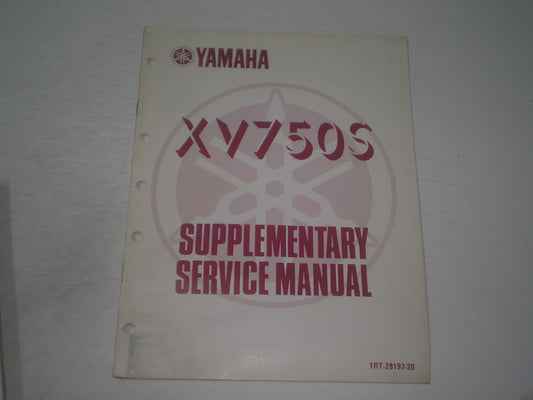 YAMAHA
XV750S
SUPPLEMENTARY
SERVICE MANUAL
1RT-28197-20